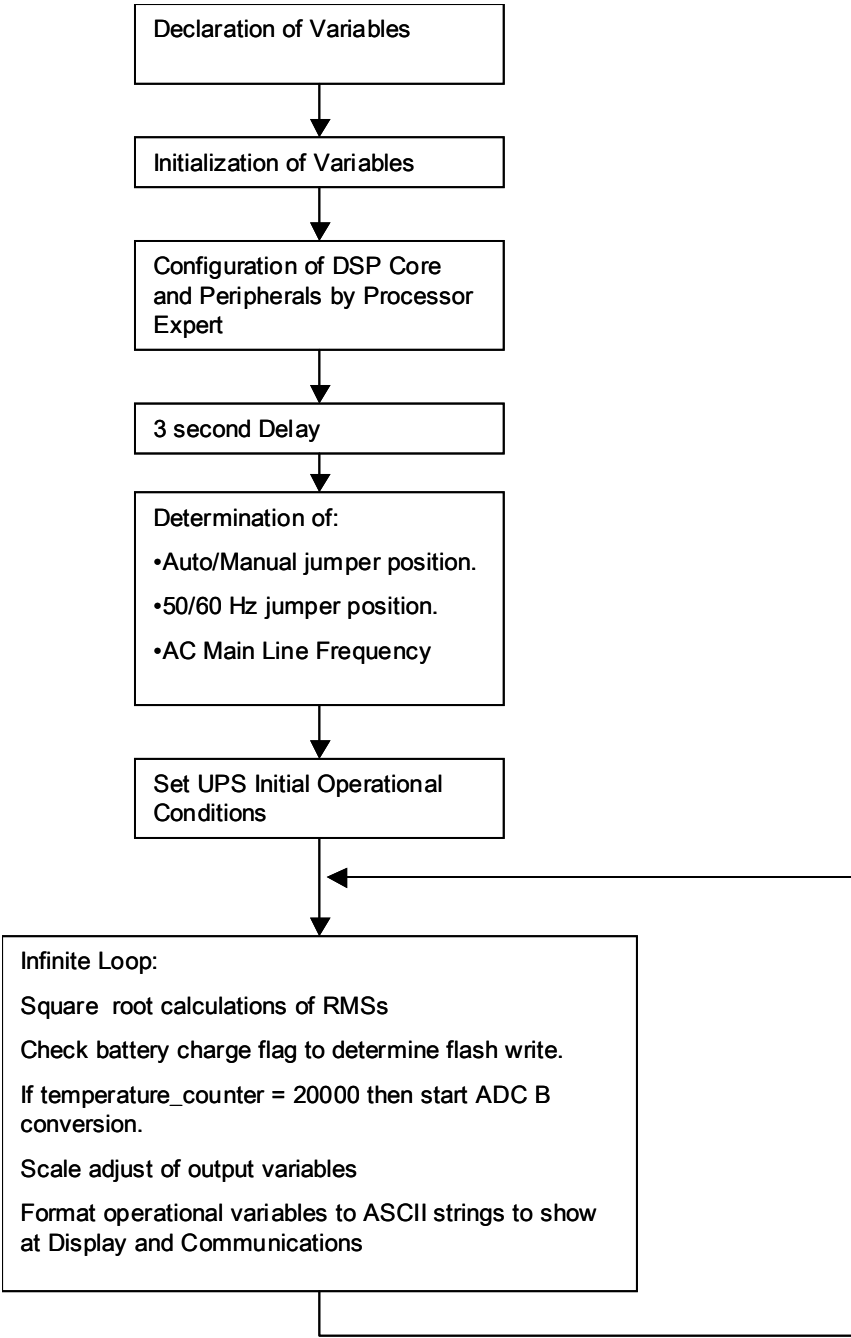 Declaration of Variables
Initialization of Variables
Configuration of DSP Core
and Peripherals by Processor
Expert
3 second Delay
Determination of:
•Auto/Manual jumper position.
•50/60 Hz jumper position.
•AC Main Line Frequency
Set UPS Initial Operational
Conditions
Infinite Loop:
Square root calculations of RMSs
Check battery charge flag to determine flash write.
If temperature_counter = 20000 then start ADC B
conversion.
Scale adjust of output variables
Format operational variables to ASCII strings to show
at Display and Communications